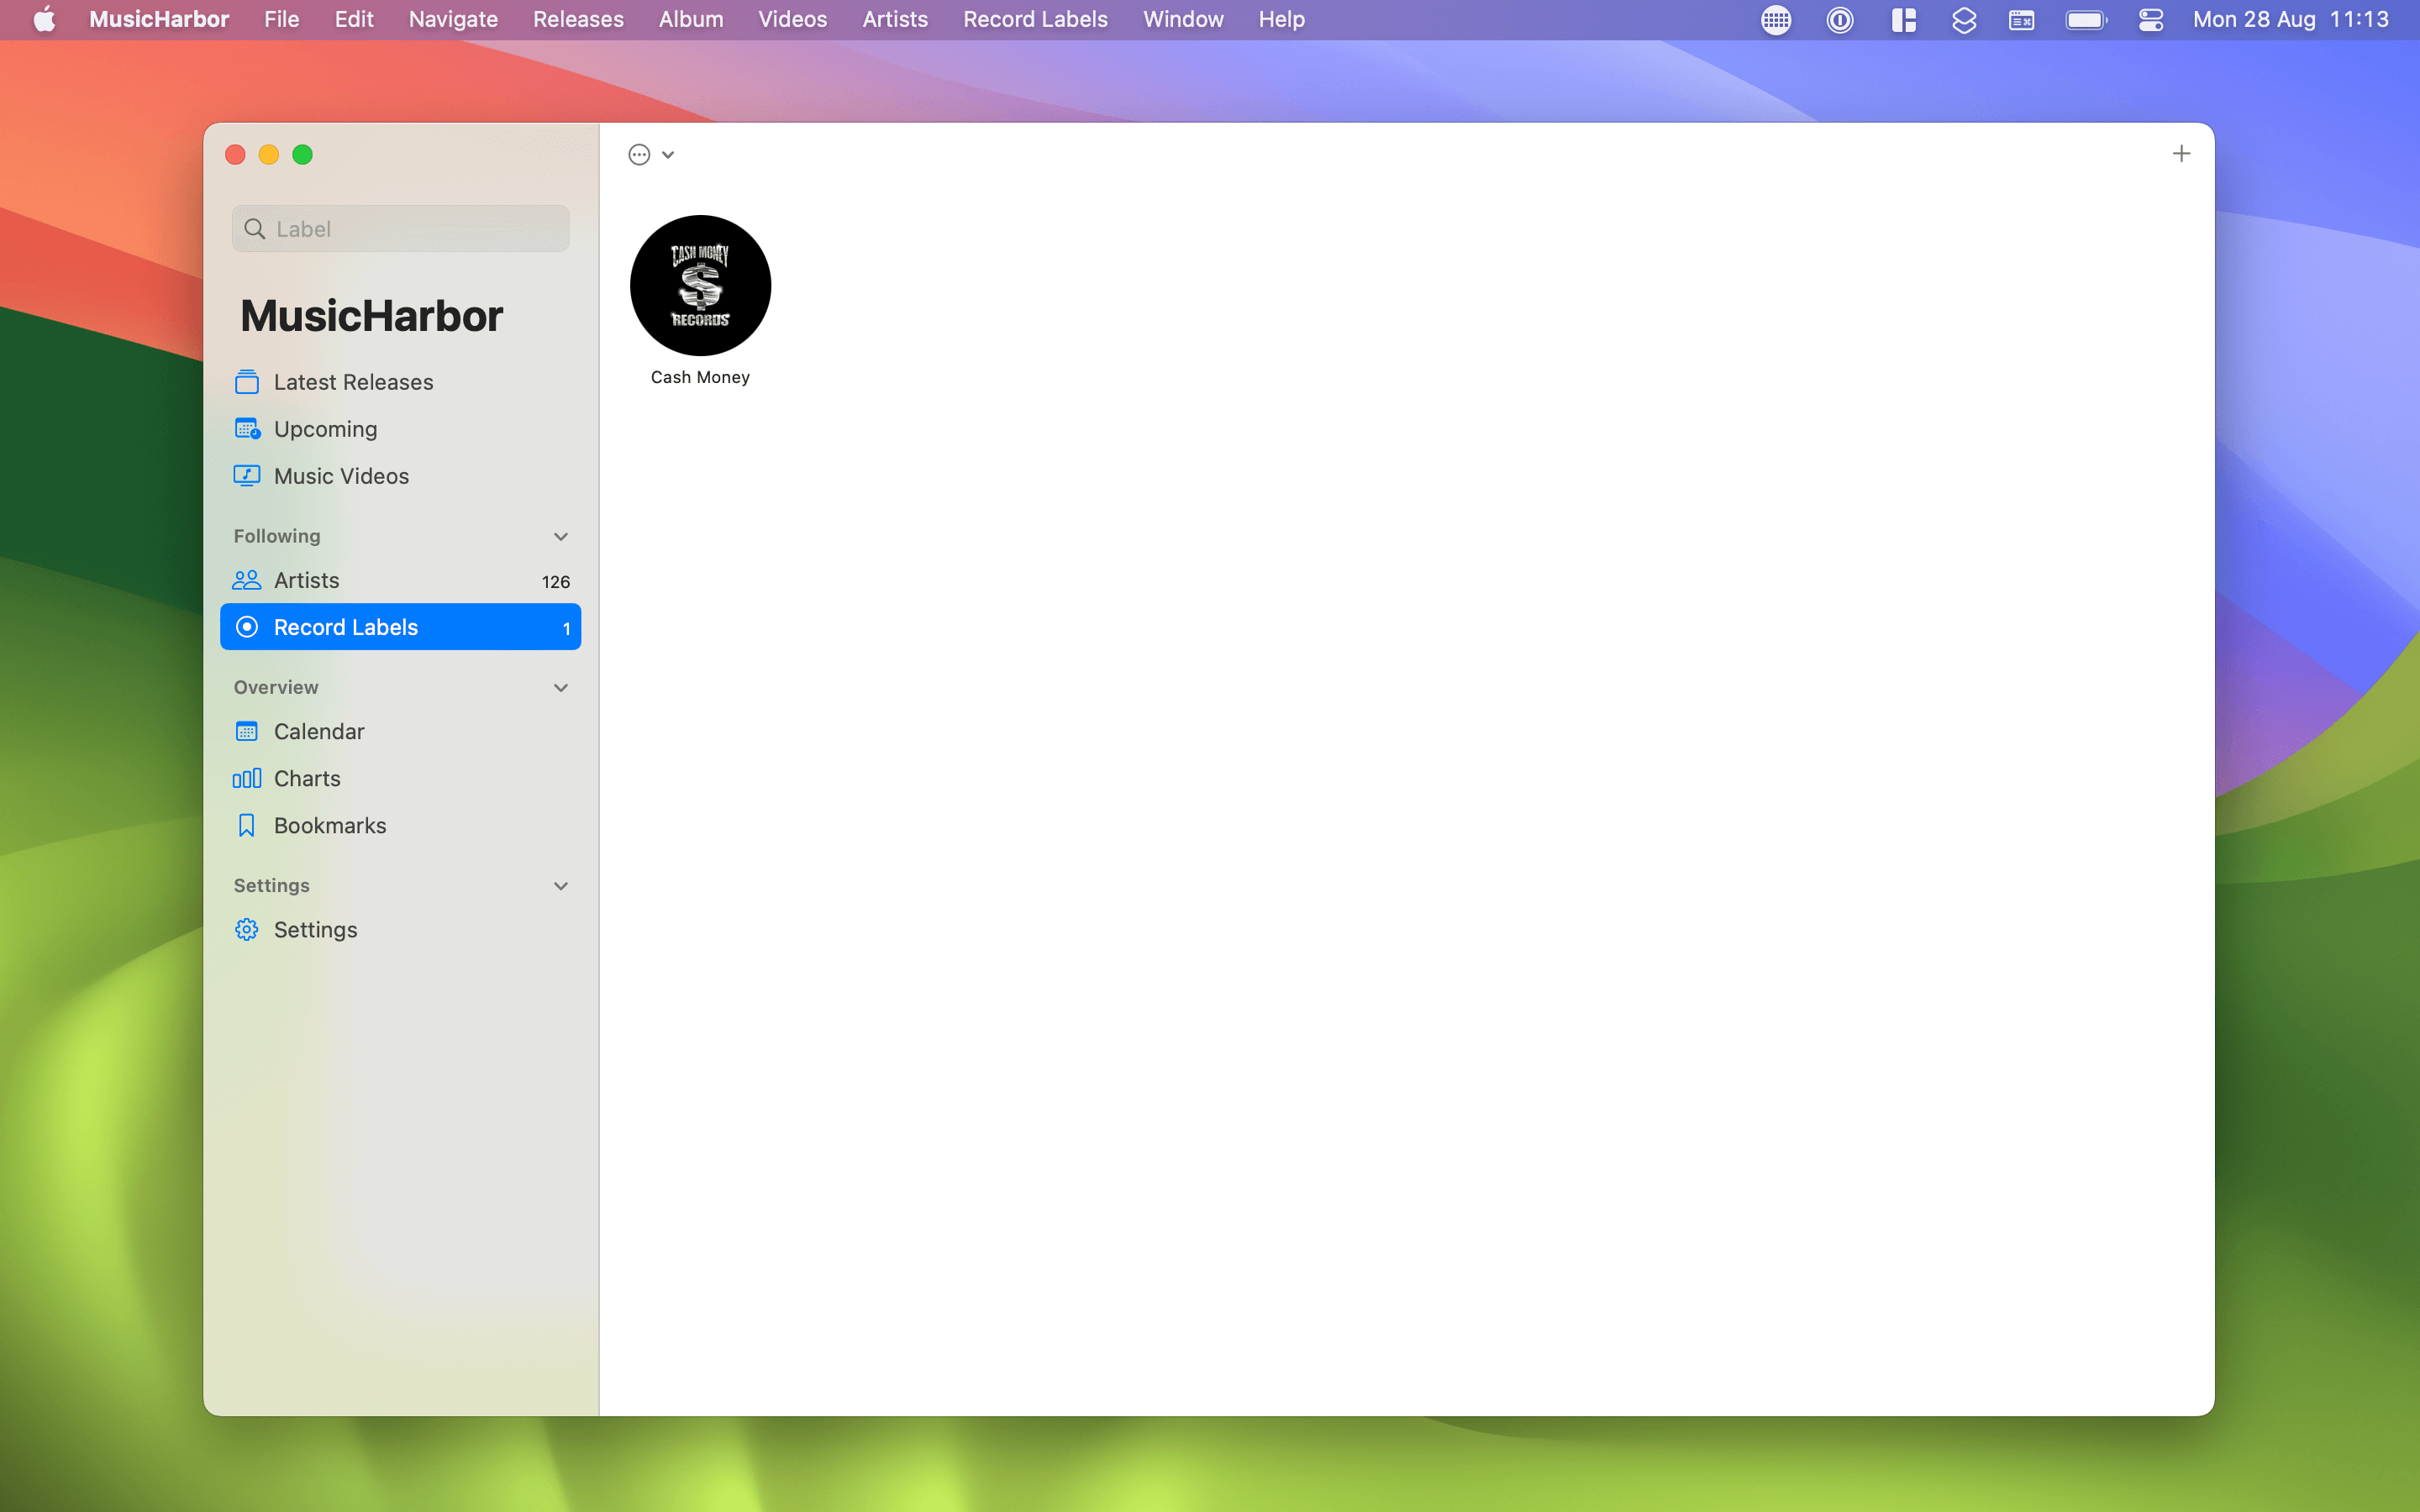 MusicHarbor File Edit Navigate Releases Album Videos Artists Record Labels Window Help Mon 28 Aug 11:13
Label
MusicHarbor
Latest Releases
Upcoming
Music Videos
Following
Artists 126
Record Labels 1
Overview
Calendar
Charts
Bookmarks
Settings
Settings
CASH MONEY
RECORDS
Cash Money